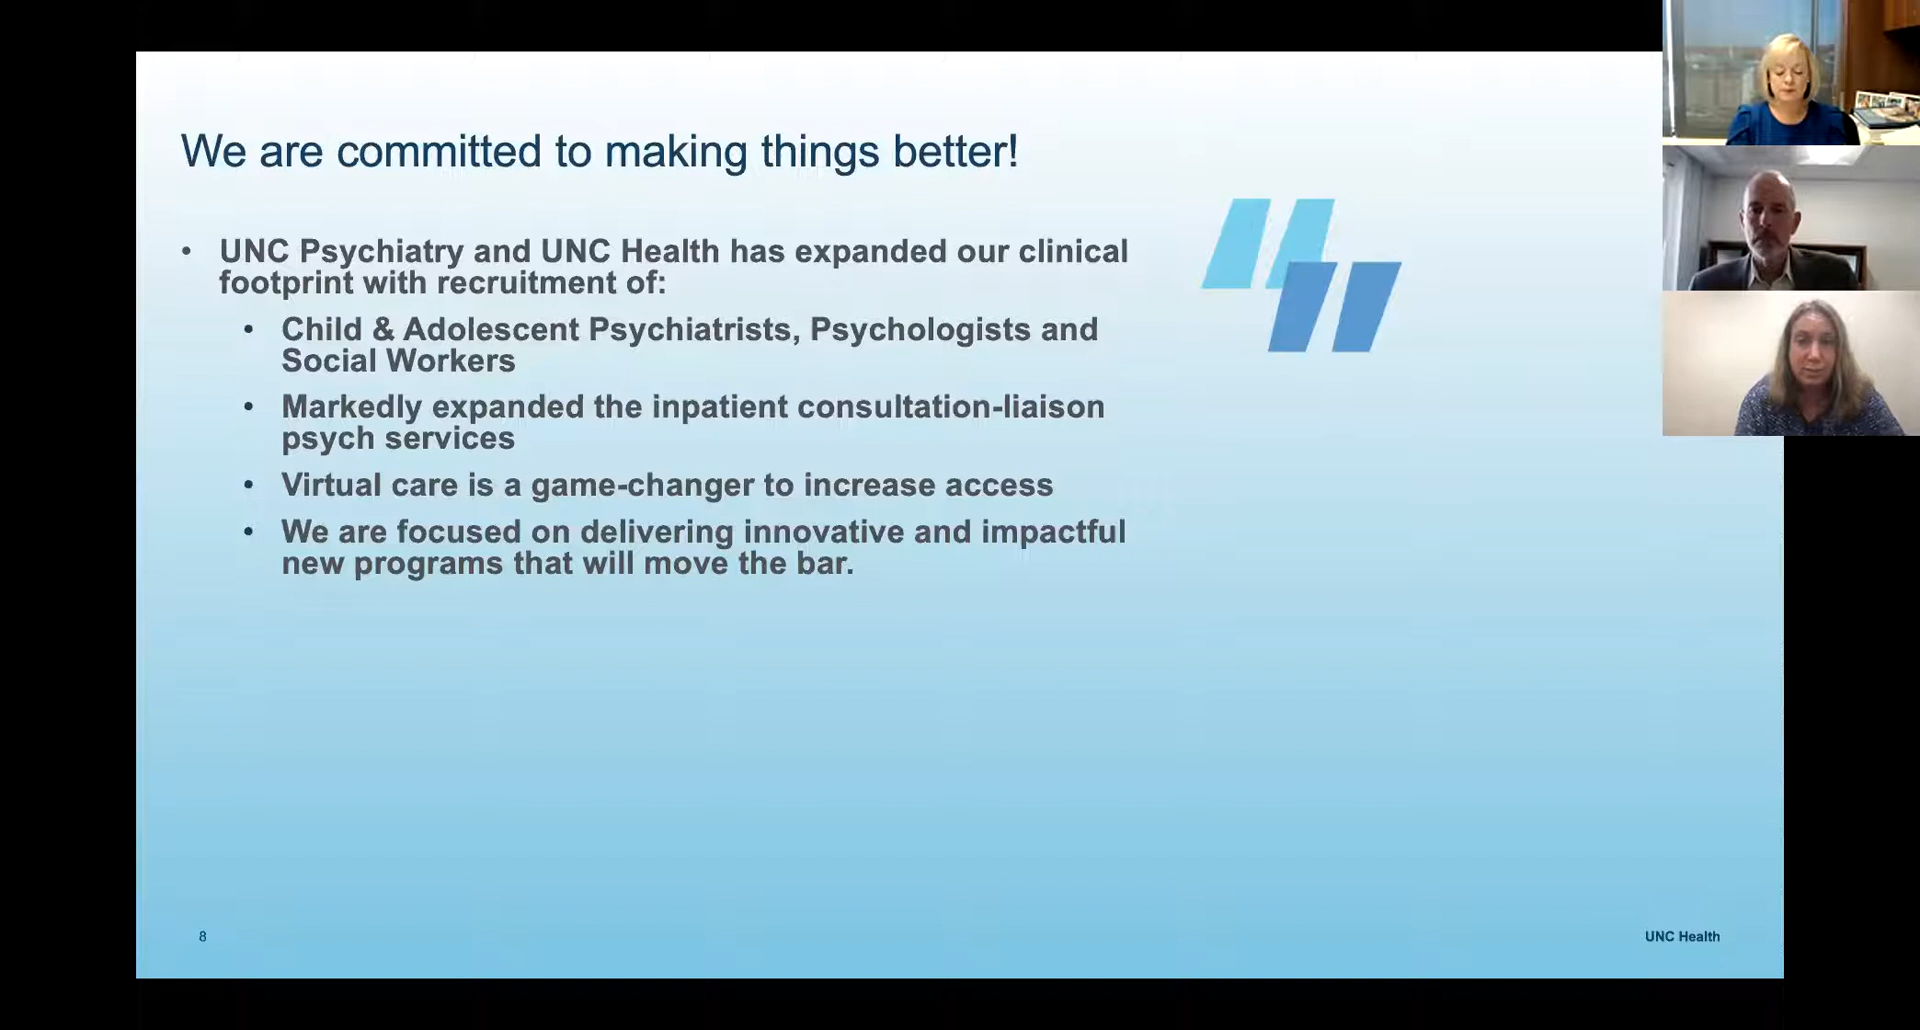 We are committed to making things better!
• UNC Psychiatry and UNC Health has expanded our clinical
footprint with recruitment of:
• Child & Adolescent Psychiatrists, Psychologists and
Social Workers
• Markedly expanded the inpatient consultation-liaison
psych services
• Virtual care is a game-changer to increase access
• We are focused on delivering innovative and impactful
new programs that will move the bar.
8
UNC Health